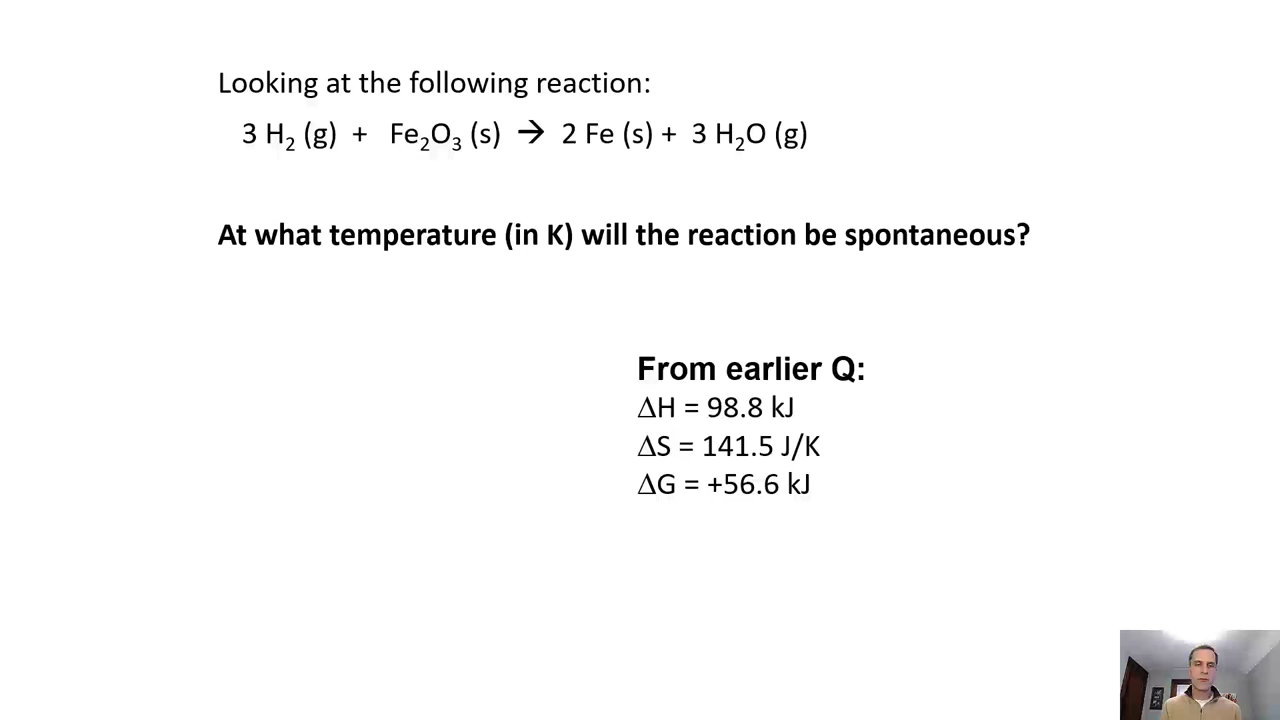 Looking at the following reaction:
3 H₂ (g) + Fe₂O₃ (s) → 2 Fe (s) + 3 H₂O (g)
At what temperature (in K) will the reaction be spontaneous?
From earlier Q:
ΔH = 98.8 kJ
ΔS = 141.5 J/K
ΔG = +56.6 kJ